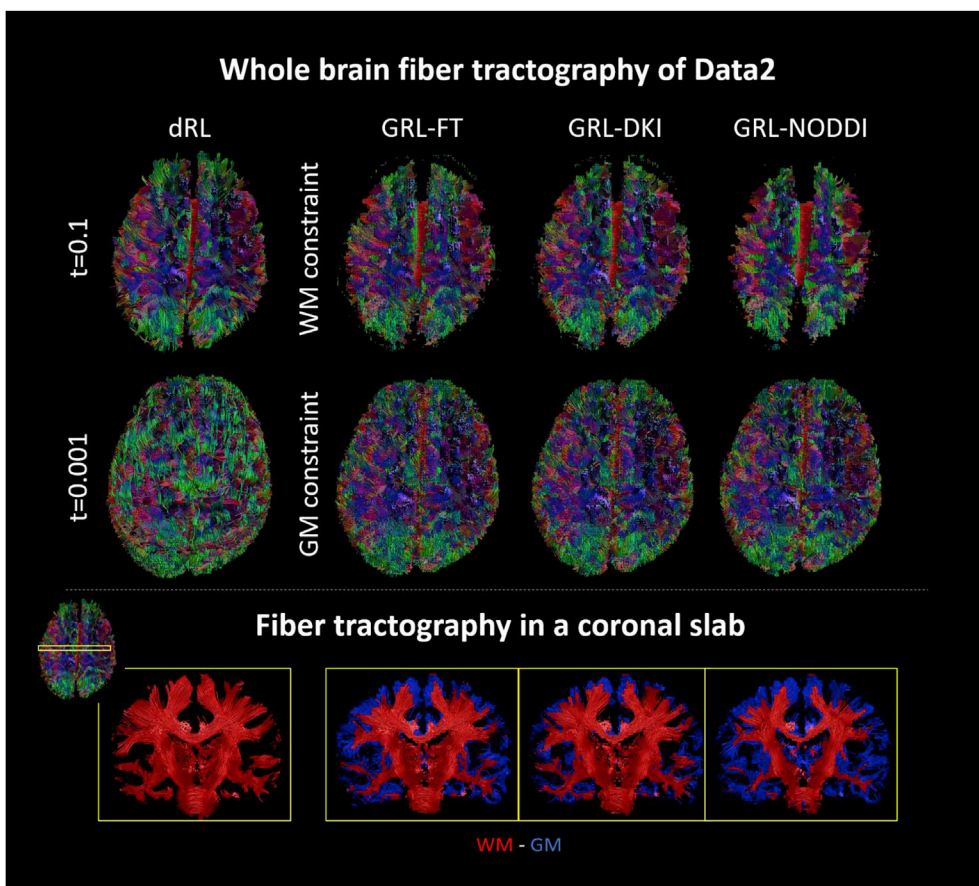 Whole brain fiber tractography of Data2
dRL
GRL-FT
GRL-DKI
GRL-NODDI
t=0.1
WM constraint
t=0.001
GM constraint
Fiber tractography in a coronal slab
WM - GM